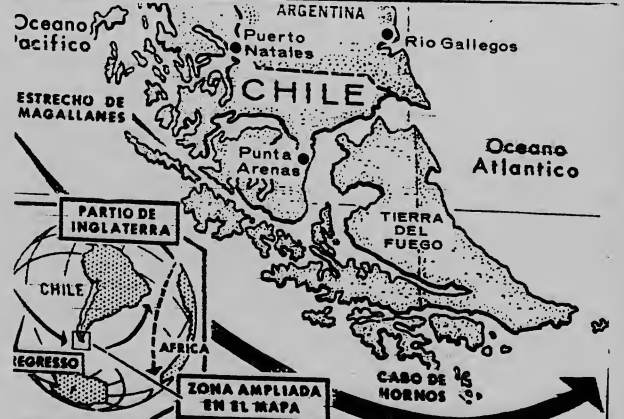 ARGENTINA
Oceano
Pacifico
Puerto
Natales
Rio Gallegos
CHILE
ESTRECHO DE
MAGALLANES
Punta
Arenas
Oceano
Atlantico
TIERRA
DEL
FUEGO
PARTIO DE
INGLATERRA
CHILE
AFRICA
REGRESSO
ZONA AMPLIADA
EN EL MAPA
CABO DE
HORNOS